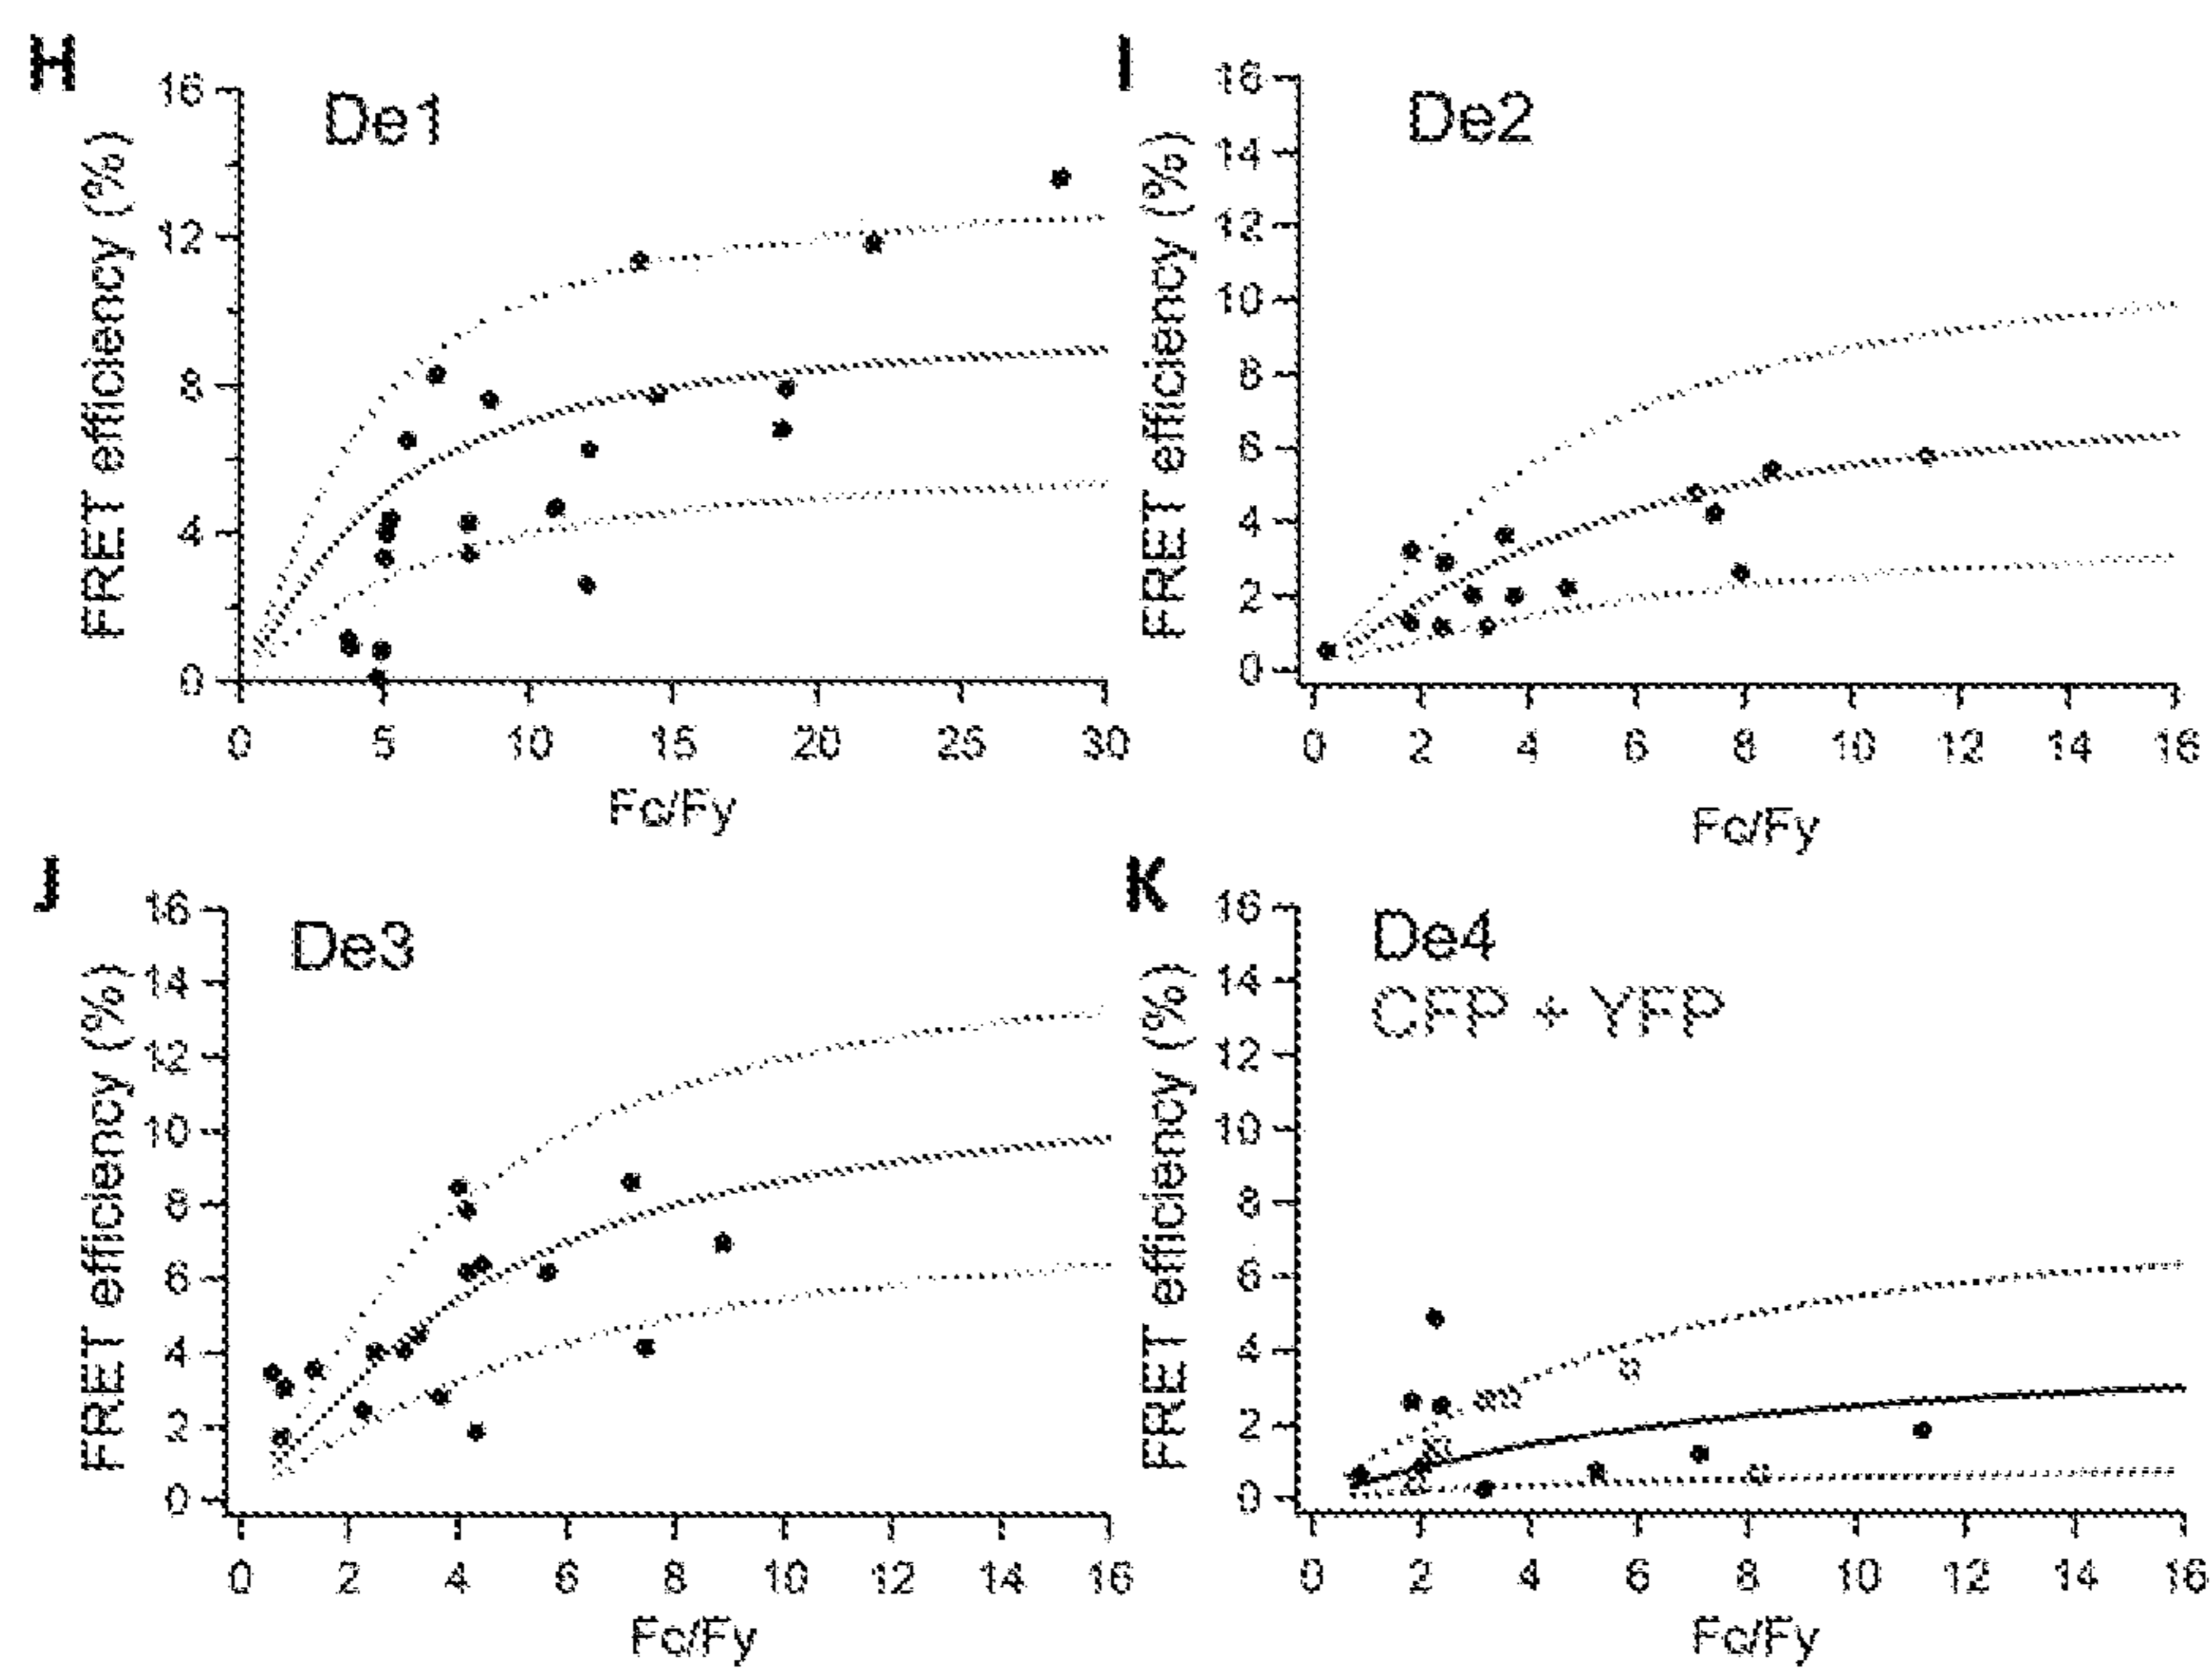 H
De1
FRET efficiency (%)
16
12
8
4
0
0 5 10 15 20 25 30
Fc/Fy
I
De2
FRET efficiency (%)
16
14
12
10
8
6
4
2
0
0 2 4 6 8 10 12 14 16
Fc/Fy
J
De3
FRET efficiency (%)
16
14
12
10
8
6
4
2
0
0 2 4 6 8 10 12 14 16
Fc/Fy
K
De4
CFP + YFP
FRET efficiency (%)
16
14
12
10
8
6
4
2
0
0 2 4 6 8 10 12 14 16
Fc/Fy